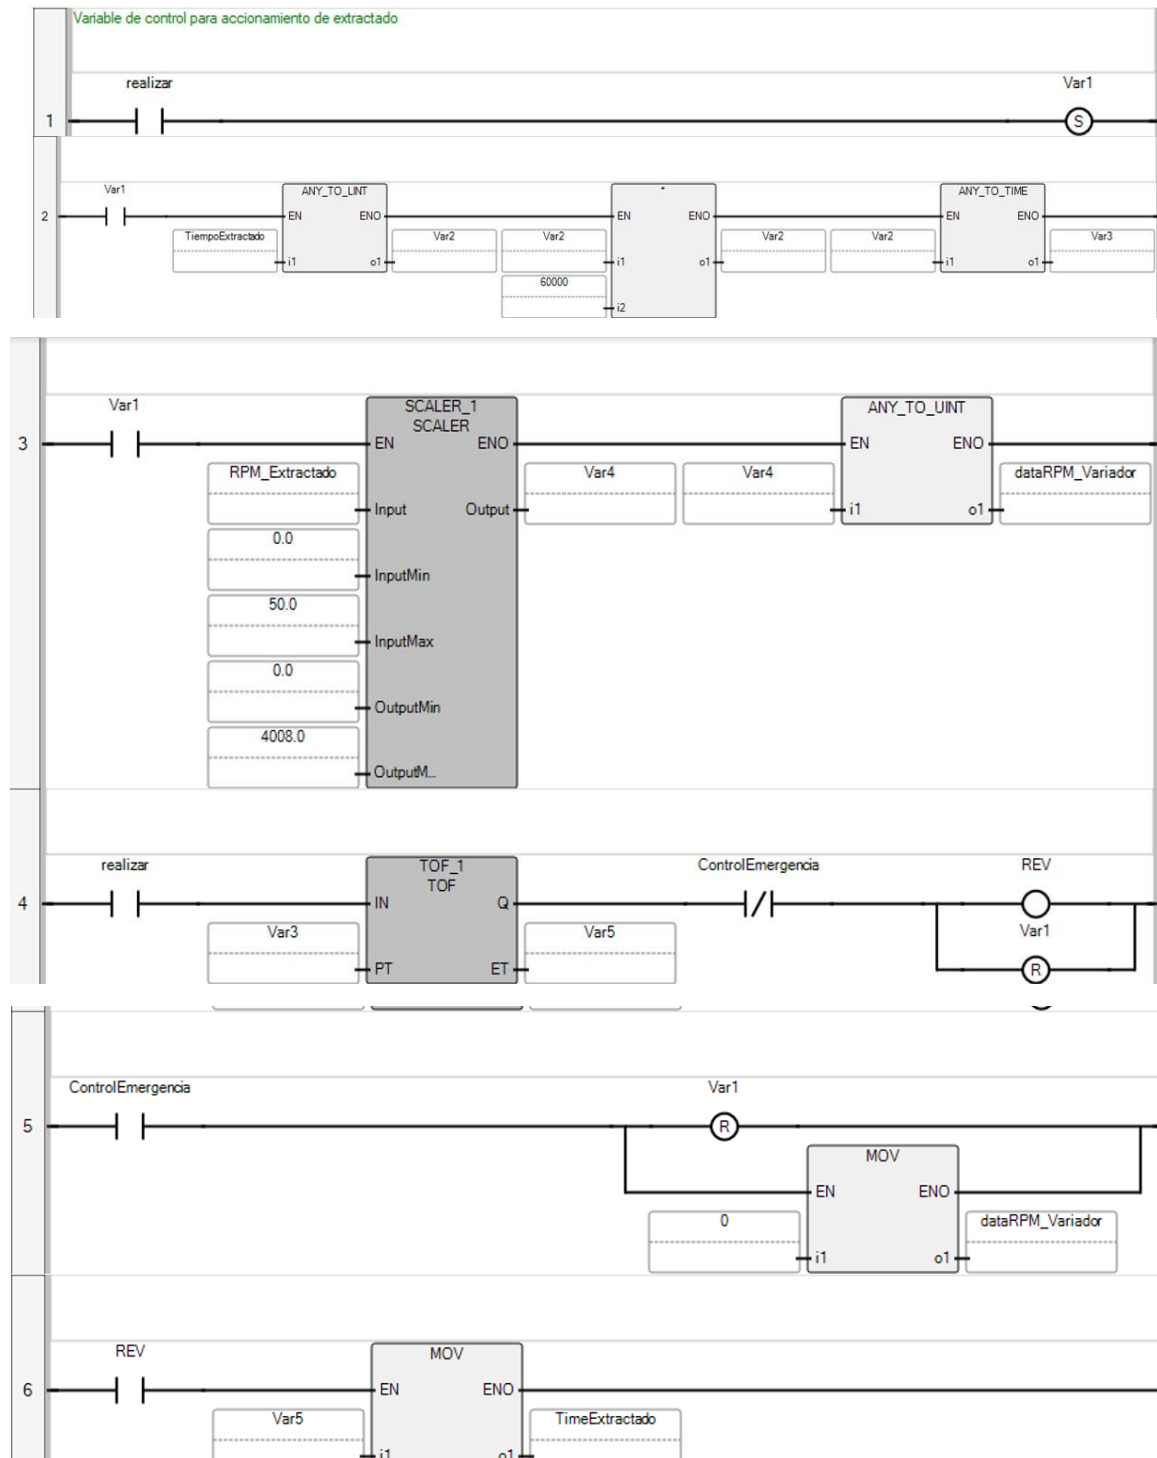 Variable de control para accionamiento de extractado
realizar
Var1
1
S
Var1
ANY_TO_LINT
ANY_TO_TIME
2
EN ENO
EN ENO
EN ENO
TiempoExtractado
Var2
Var2
Var2
Var2
Var3
i1 o1
i1 o1
i1 o1
60000
i2
Var1
SCALER_1
SCALER
ANY_TO_UINT
3
EN ENO
EN ENO
RPM_Extractado
Var4
Var4
dataRPM_Variador
Input Output
i1 o1
0.0
InputMin
50.0
InputMax
0.0
OutputMin
4008.0
OutputM...
realizar
TOF_1
TOF
ControlEmergencia
REV
4
IN Q
Var3
Var5
Var1
PT ET
R
ControlEmergencia
Var1
5
R
MOV
EN ENO
0
dataRPM_Variador
i1 o1
REV
MOV
6
EN ENO
Var5
TimeExtractado
i1 o1